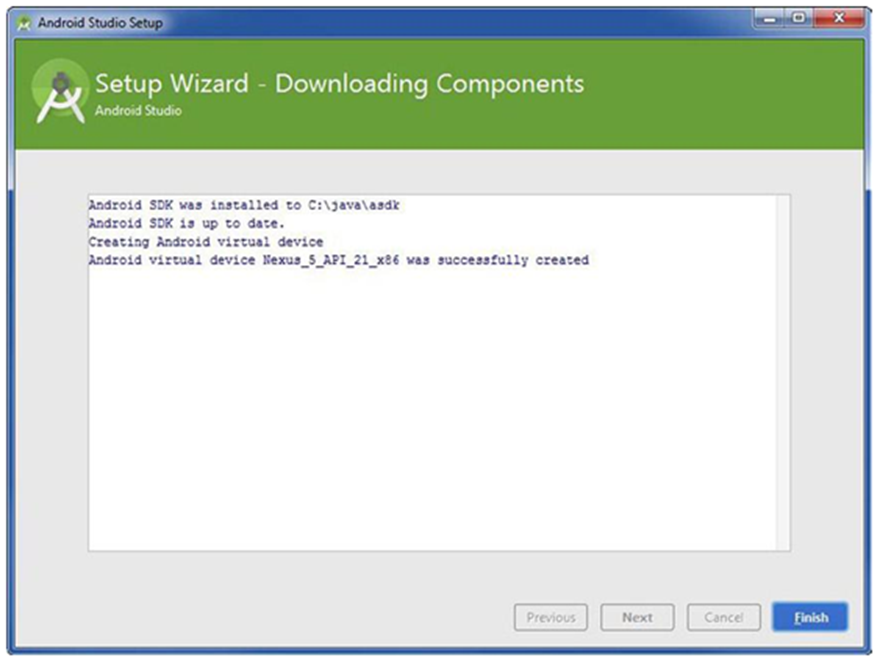 Android Studio Setup
Setup Wizard - Downloading Components
Android Studio
Android SDK was installed to C:\java\asdk
Android SDK is up to date.
Creating Android virtual device
Android virtual device Nexus_5_API_21_x86 was successfully created
Previous Next Cancel Finish